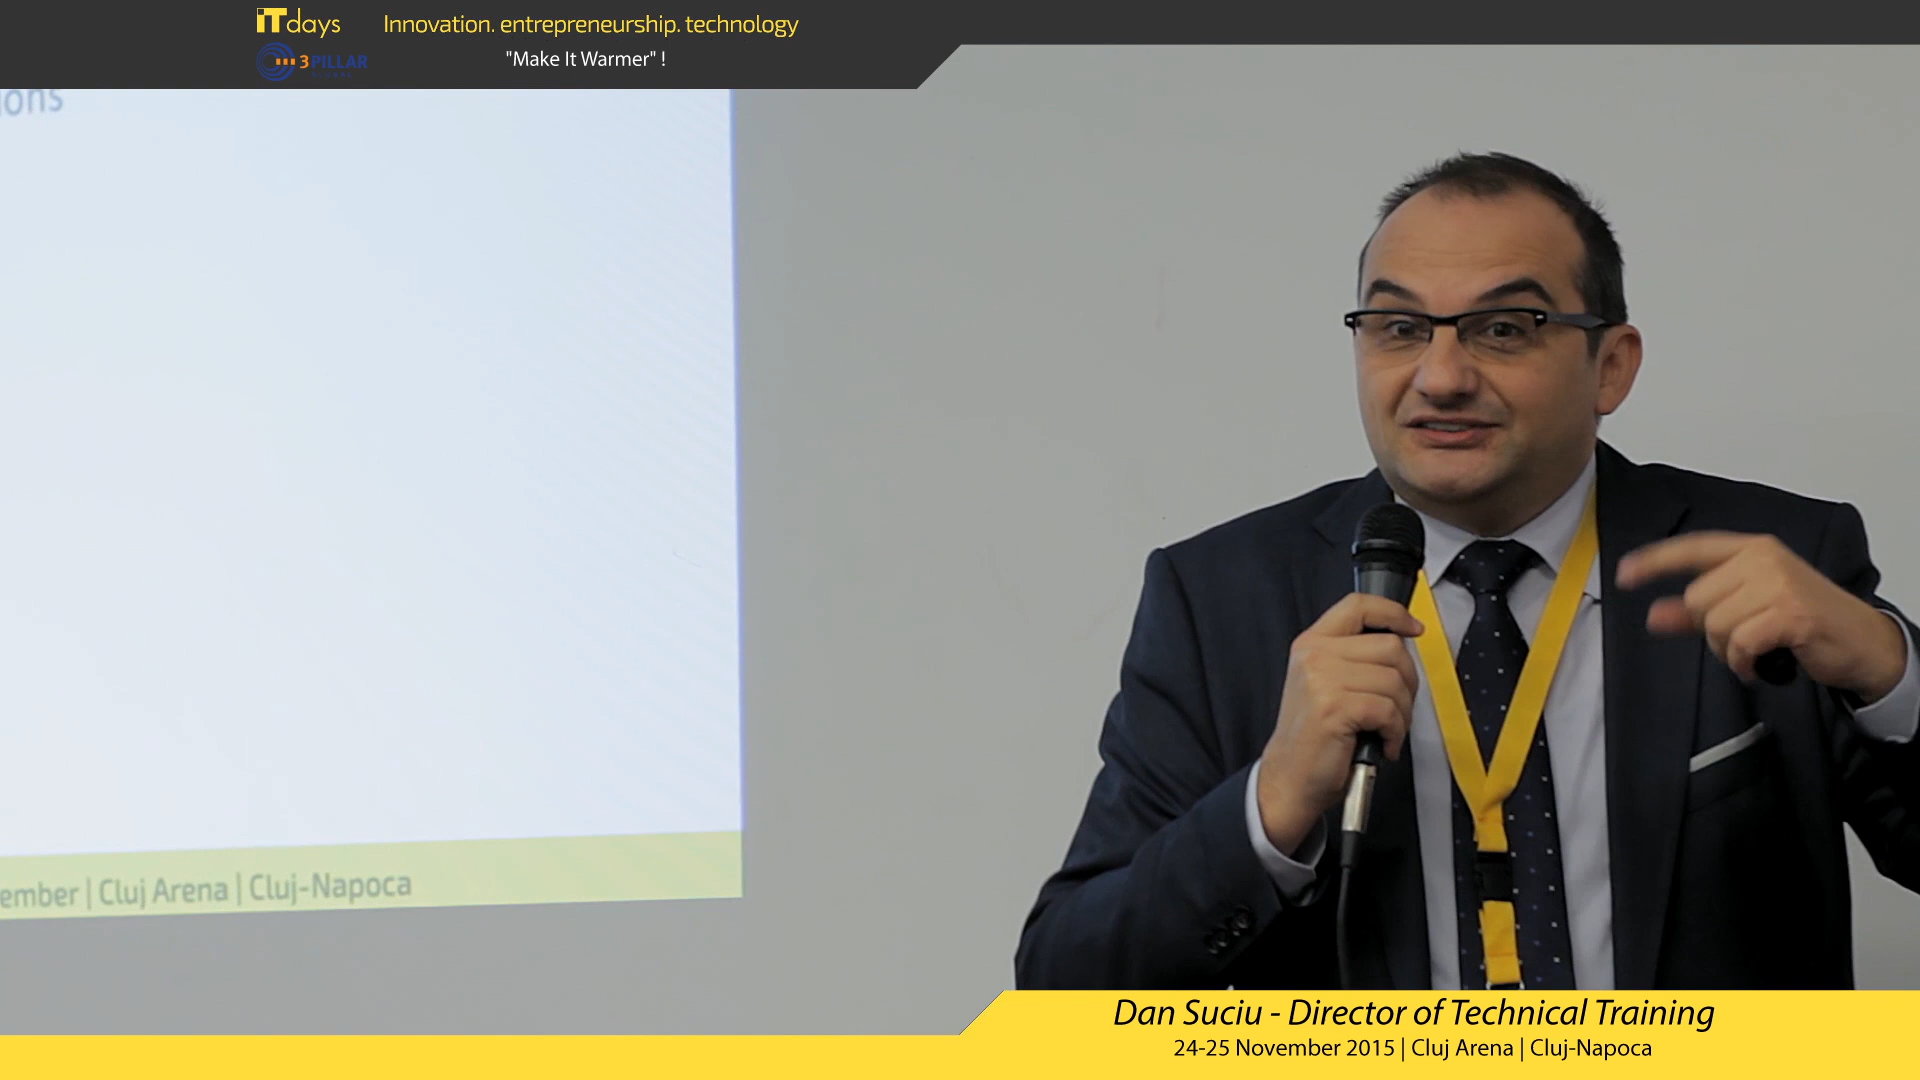 iTdays
Innovation. entrepreneurship. technology
3PILLAR
GLOBAL
"Make It Warmer" !
ons
ember | Cluj Arena | Cluj-Napoca
Dan Suciu - Director of Technical Training
24-25 November 2015 | Cluj Arena | Cluj-Napoca